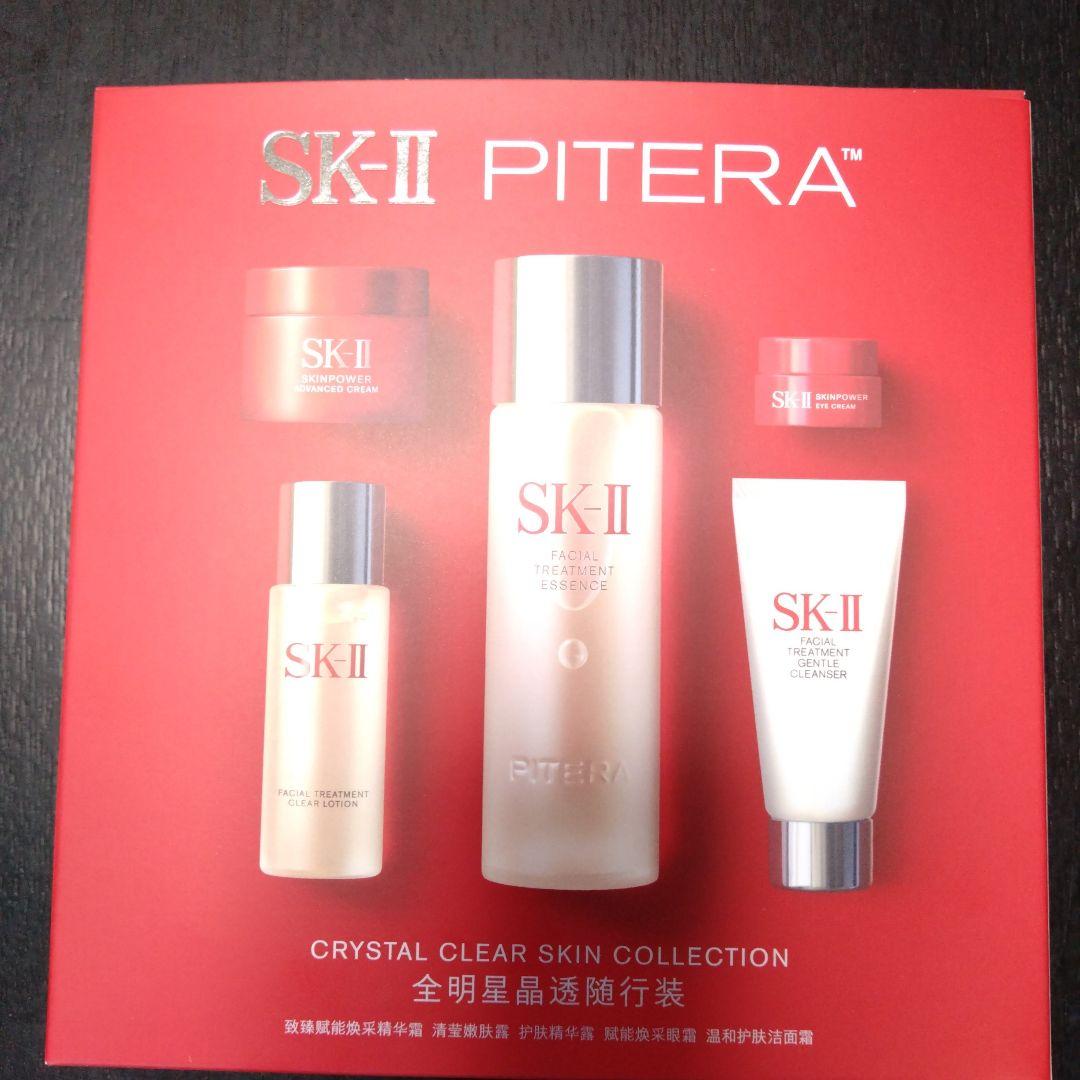 SK-II PITERA™
SK-II
SKINPOWER
ADVANCED CREAM
SK-II
SKINPOWER
EYE CREAM
SK-II
FACIAL
TREATMENT
ESSENCE
PITERA
SK-II
FACIAL TREATMENT
CLEAR LOTION
SK-II
FACIAL
TREATMENT
GENTLE
CLEANSER
CRYSTAL CLEAR SKIN COLLECTION
全明星晶透随行装
致臻赋能焕采精华霜 清莹嫩肤露 护肤精华露 赋能焕采眼霜 温和护肤洁面霜